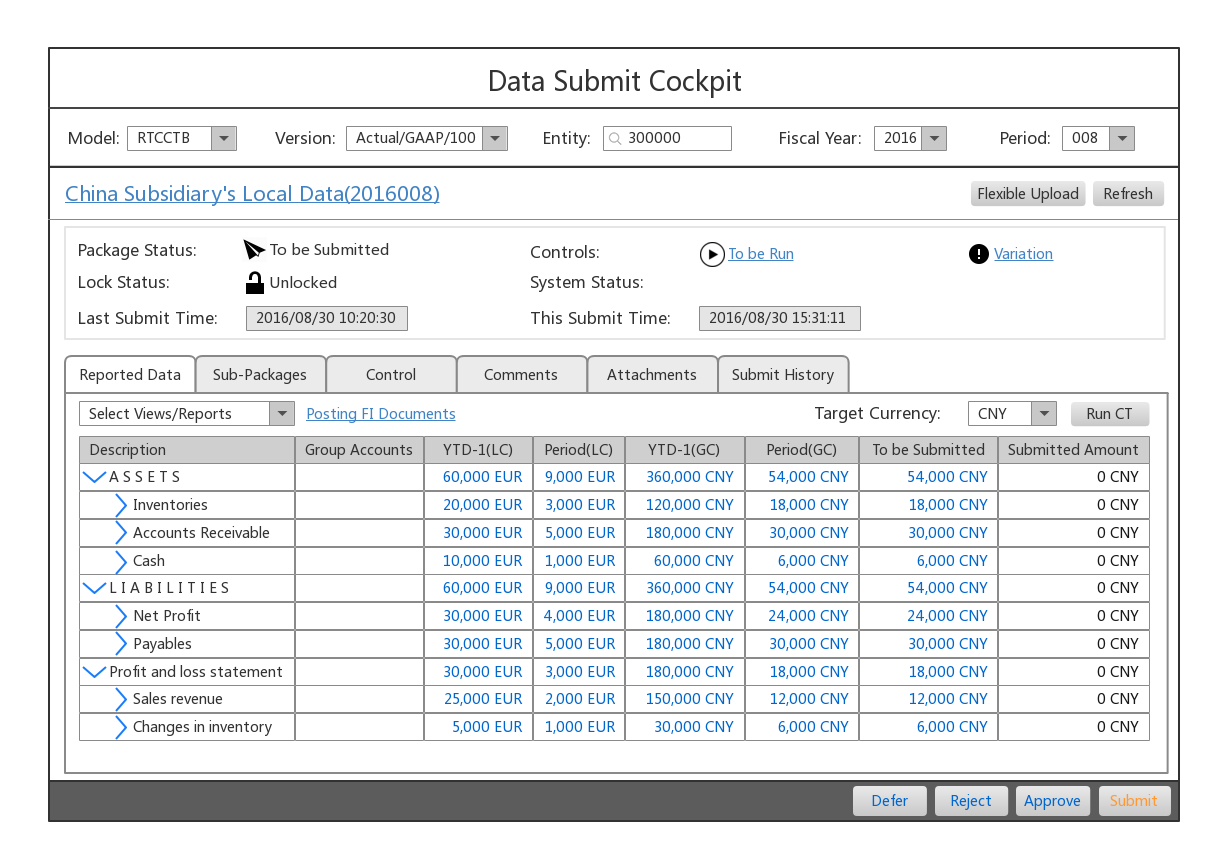 Data Submit Cockpit
Model: RTCCTB Version: Actual/GAAP/100 Entity: 300000 Fiscal Year: 2016 Period: 008
China Subsidiary's Local Data(2016008) Flexible Upload Refresh
Package Status: To be Submitted Controls: To be Run Variation
Lock Status: Unlocked System Status:
Last Submit Time: 2016/08/30 10:20:30 This Submit Time: 2016/08/30 15:31:11
Reported Data Sub-Packages Control Comments Attachments Submit History
Select Views/Reports Posting FI Documents Target Currency: CNY Run CT
Description Group Accounts YTD-1(LC) Period(LC) YTD-1(GC) Period(GC) To be Submitted Submitted Amount
A S S E T S 60,000 EUR 9,000 EUR 360,000 CNY 54,000 CNY 54,000 CNY 0 CNY
Inventories 20,000 EUR 3,000 EUR 120,000 CNY 18,000 CNY 18,000 CNY 0 CNY
Accounts Receivable 30,000 EUR 5,000 EUR 180,000 CNY 30,000 CNY 30,000 CNY 0 CNY
Cash 10,000 EUR 1,000 EUR 60,000 CNY 6,000 CNY 6,000 CNY 0 CNY
L I A B I L I T I E S 60,000 EUR 9,000 EUR 360,000 CNY 54,000 CNY 54,000 CNY 0 CNY
Net Profit 30,000 EUR 4,000 EUR 180,000 CNY 24,000 CNY 24,000 CNY 0 CNY
Payables 30,000 EUR 5,000 EUR 180,000 CNY 30,000 CNY 30,000 CNY 0 CNY
Profit and loss statement 30,000 EUR 3,000 EUR 180,000 CNY 18,000 CNY 18,000 CNY 0 CNY
Sales revenue 25,000 EUR 2,000 EUR 150,000 CNY 12,000 CNY 12,000 CNY 0 CNY
Changes in inventory 5,000 EUR 1,000 EUR 30,000 CNY 6,000 CNY 6,000 CNY 0 CNY
Defer Reject Approve Submit